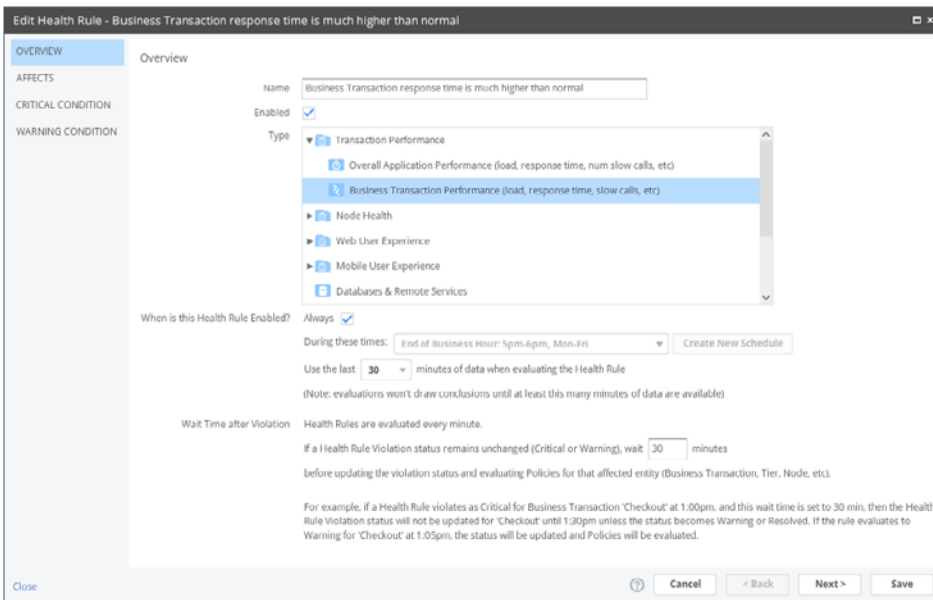 Edit Health Rule - Business Transaction response time is much higher than normal
OVERVIEW
AFFECTS
CRITICAL CONDITION
WARNING CONDITION
Overview
Name Business Transaction response time is much higher than normal
Enabled
Type Transaction Performance
Overall Application Performance (load, response time, num slow calls, etc)
Business Transaction Performance (load, response time, slow calls, etc)
Node Health
Web User Experience
Mobile User Experience
Databases & Remote Services
When is this Health Rule Enabled? Always
During these times: End of Business Hour: 5pm-6pm, Mon-Fri Create New Schedule
Use the last 30 minutes of data when evaluating the Health Rule
(Note: evaluations won't draw conclusions until at least this many minutes of data are available)
Wait Time after Violation Health Rules are evaluated every minute.
If a Health Rule Violation status remains unchanged (Critical or Warning), wait 30 minutes
before updating the violation status and evaluating Policies for that affected entity (Business Transaction, Tier, Node, etc).
For example, if a Health Rule violates as Critical for Business Transaction 'Checkout' at 1:00pm, and this wait time is set to 30 min, then the Health
Rule Violation status will not be updated for 'Checkout' until 1:30pm unless the status becomes Warning or Resolved. If the rule evaluates to
Warning for 'Checkout' at 1:05pm, the status will be updated and Policies will be evaluated.
Close ? Cancel < Back Next > Save